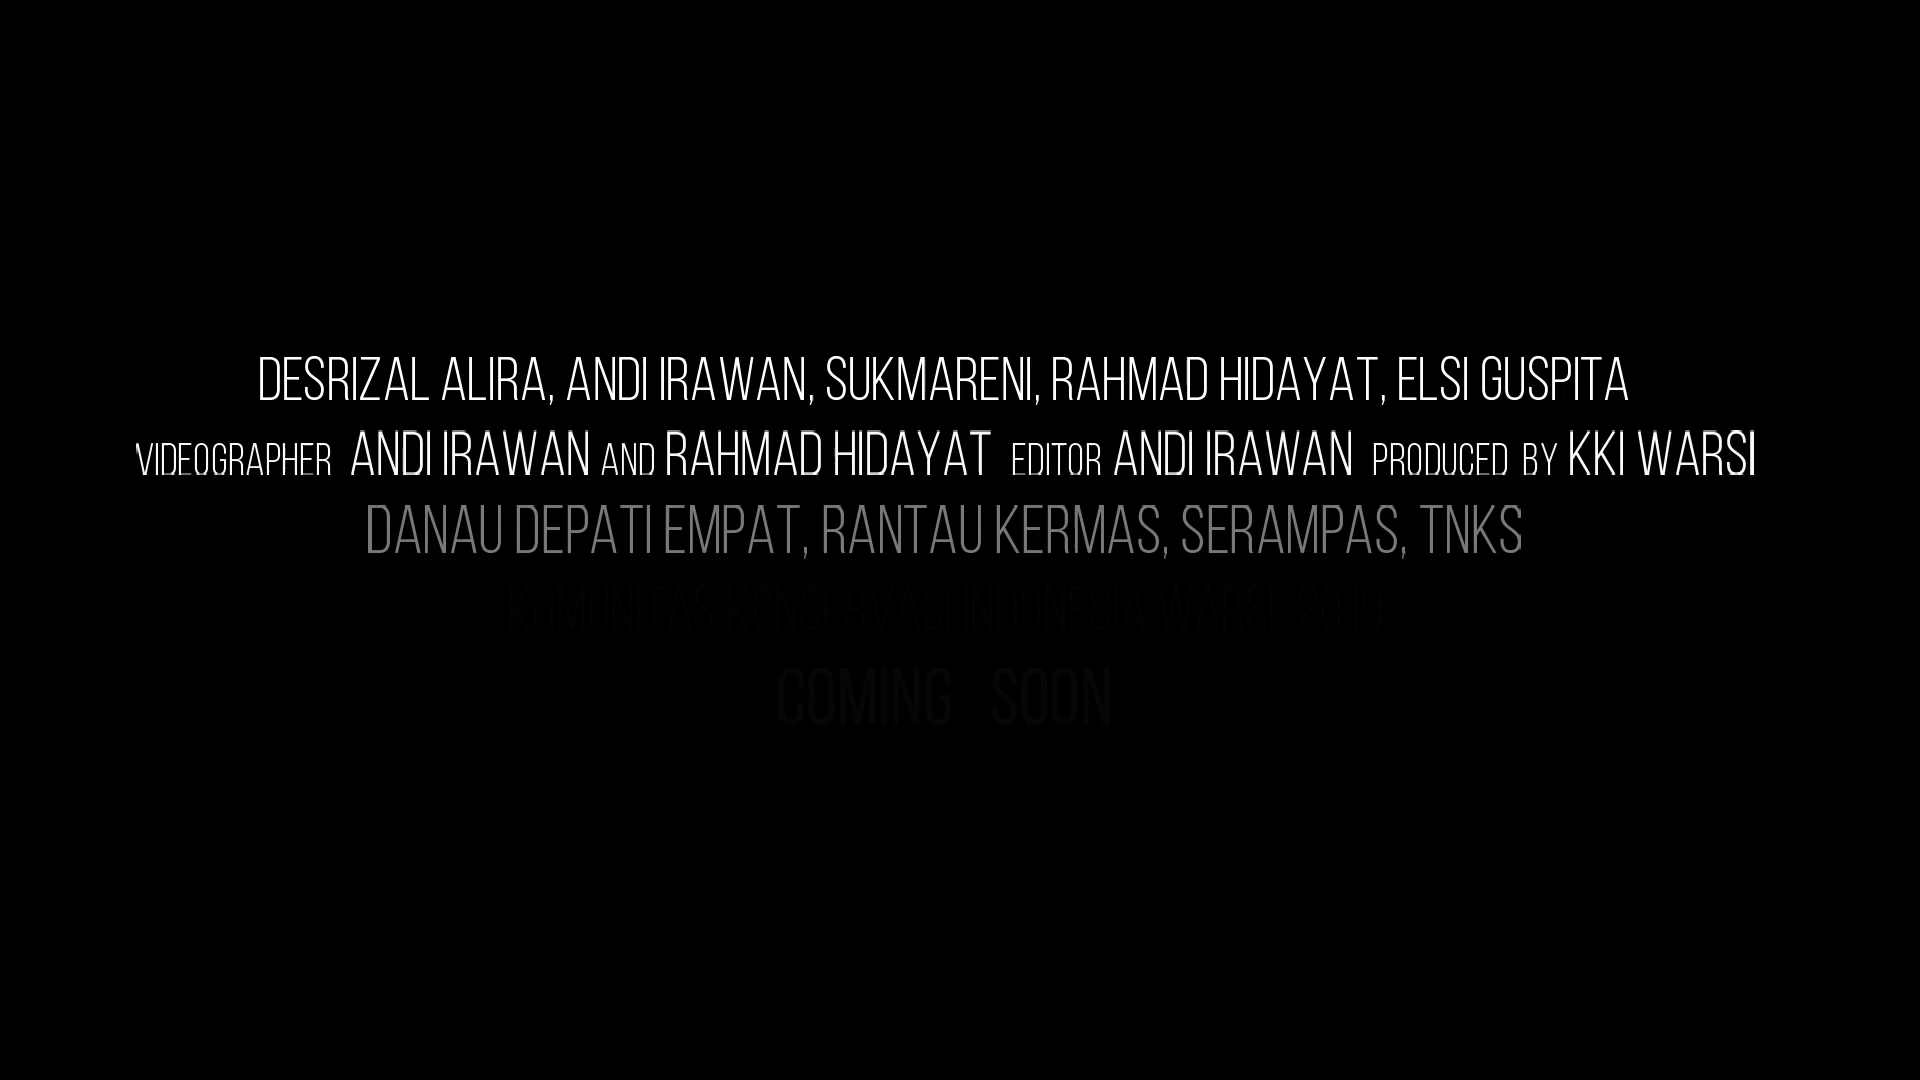 DESRIZAL ALIRA, ANDI IRAWAN, SUKMARENI, RAHMAD HIDAYAT, ELSI GUSPITA
VIDEOGRAPHER ANDI IRAWAN AND RAHMAD HIDAYAT EDITOR ANDI IRAWAN PRODUCED BY KKI WARSI
DANAU DEPATI EMPAT, RANTAU KERMAS, SERAMPAS, TNKS
KOMUNITAS KONSERVASI INDONESIA WARSI 2019
COMING SOON